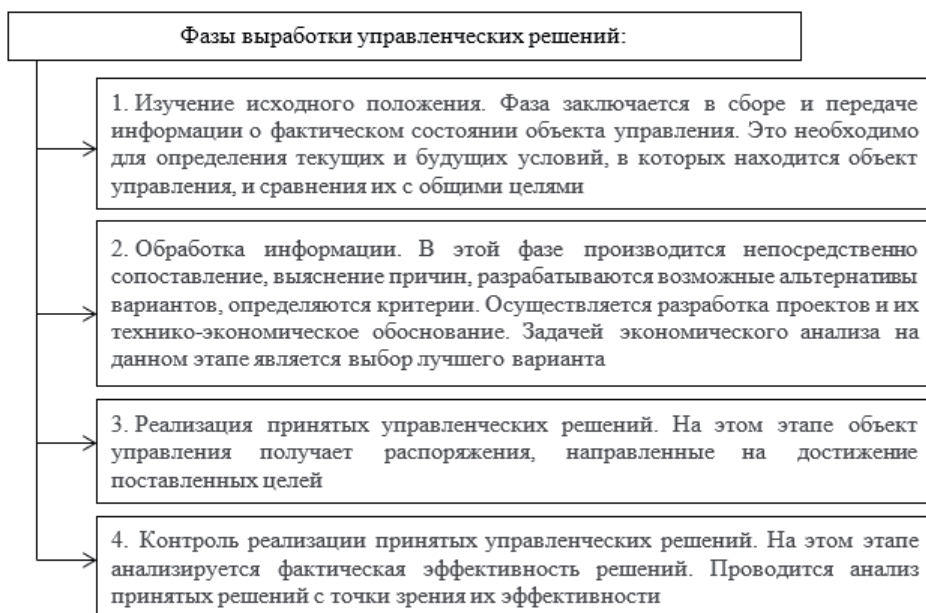 Фазы выработки управленческих решений:
1. Изучение исходного положения. Фаза заключается в сборе и передаче
информации о фактическом состоянии объекта управления. Это необходимо
для определения текущих и будущих условий, в которых находится объект
управления, и сравнения их с общими целями
2. Обработка информации. В этой фазе производится непосредственно
сопоставление, выяснение причин, разрабатываются возможные альтернативы
вариантов, определяются критерии. Осуществляется разработка проектов и их
технико-экономическое обоснование. Задачей экономического анализа на
данном этапе является выбор лучшего варианта
3. Реализация принятых управленческих решений. На этом этапе объект
управления получает распоряжения, направленные на достижение
поставленных целей
4. Контроль реализации принятых управленческих решений. На этом этапе
анализируется фактическая эффективность решений. Проводится анализ
принятых решений с точки зрения их эффективности